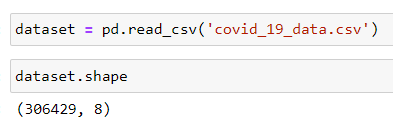 dataset = pd.read_csv('covid_19_data.csv')
dataset.shape
(306429, 8)